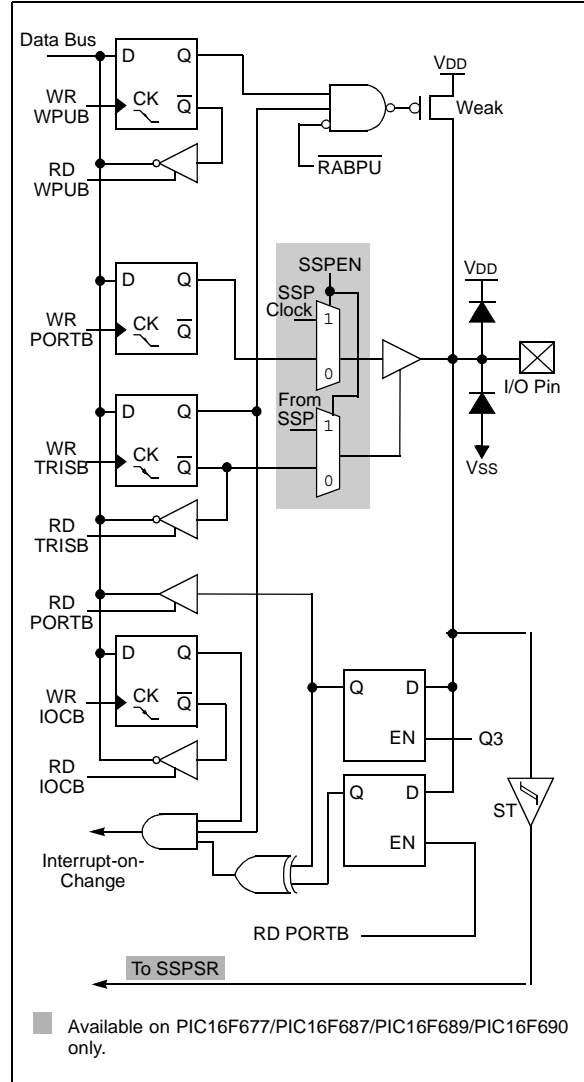 Data Bus
D Q
WR
WPUB
CK
Q
VDD
Weak
RD
WPUB
RABPU
SSPEN
D Q
SSP
Clock
1
VDD
WR
PORTB
CK
Q
0
I/O Pin
From
SSP
D Q
1
WR
TRISB
CK
Q
0
VSS
RD
TRISB
RD
PORTB
D Q
WR
IOCB
CK
Q
Q D
EN
Q3
RD
IOCB
Q D
ST
EN
Interrupt-on-
Change
RD PORTB
To SSPSR
Available on PIC16F677/PIC16F687/PIC16F689/PIC16F690
only.